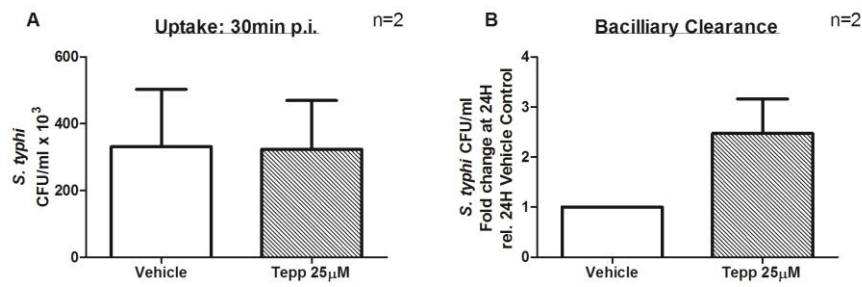 A
Uptake: 30min p.i.
n=2
S. typhi
CFU/ml x 10³
600
400
200
0
Vehicle
Tepp 25µM
B
Bacilliary Clearance
n=2
S. typhi CFU/ml
Fold change at 24H
rel. 24H Vehicle Control
4
3
2
1
0
Vehicle
Tepp 25µM